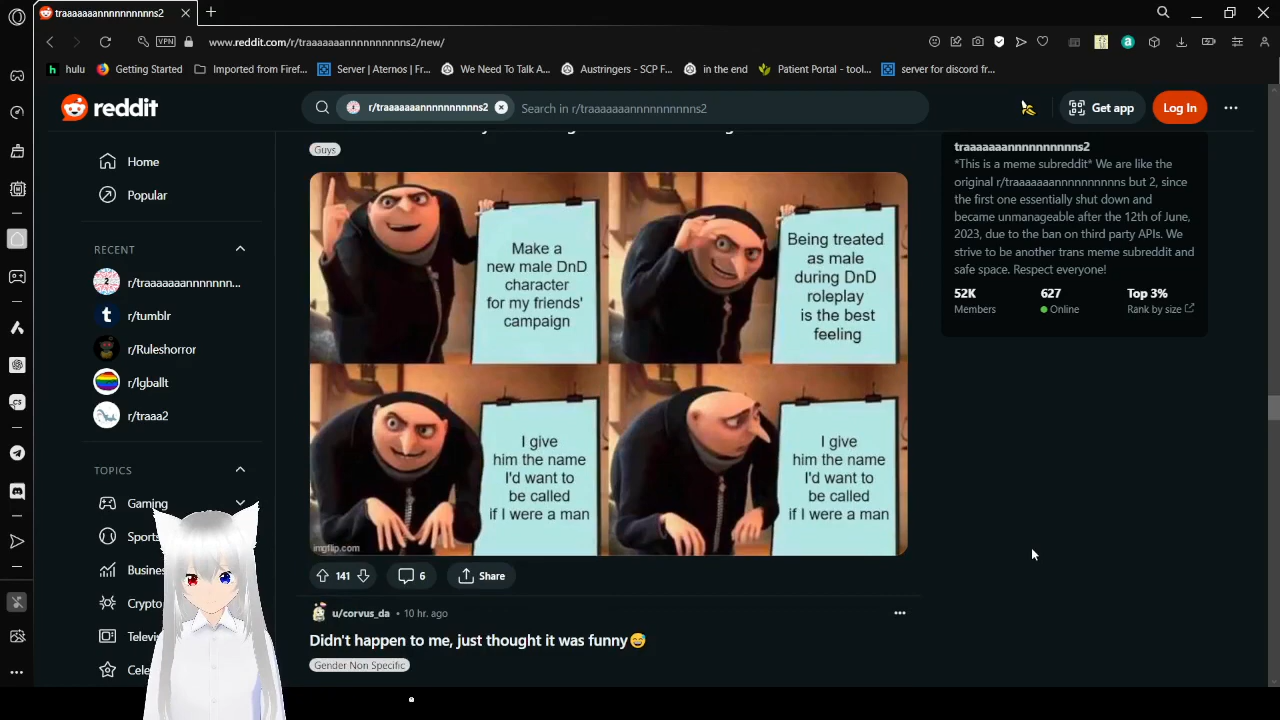 traaaaaaannnnnnnnns2
www.reddit.com/r/traaaaaaannnnnnnnnns2/new/
VPN
hulu
Getting Started
Imported from Firef...
Server | Aternos | Fr...
We Need To Talk A...
Austringers - SCP F...
in the end
Patient Portal - tool...
server for discord fr...
reddit
r/traaaaaaannnnnnnnnns2
Search in r/traaaaaaannnnnnnnnns2
Get app
Log In
Home
Popular
RECENT
r/traaaaaaannnnnnn...
r/tumblr
r/Ruleshorror
r/lgballt
r/traaa2
TOPICS
Gaming
Sports
Busines
Crypto
Televi
Cele
Guys
Make a
new male DnD
character
for my friends'
campaign
Being treated
as male
during DnD
roleplay
is the best
feeling
I give
him the name
I'd want to
be called
if I were a man
I give
him the name
I'd want to
be called
if I were a man
imgflip.com
141
6
Share
u/corvus_da • 10 hr. ago
Didn't happen to me, just thought it was funny😅
Gender Non Specific
traaaaaaannnnnnnnnns2
*This is a meme subreddit* We are like the
original r/traaaaaaannnnnnnnnns but 2, since
the first one essentially shut down and
became unmanageable after the 12th of June,
2023, due to the ban on third party APIs. We
strive to be another trans meme subreddit and
safe space. Respect everyone!
52K
627
Top 3%
Members
Online
Rank by size